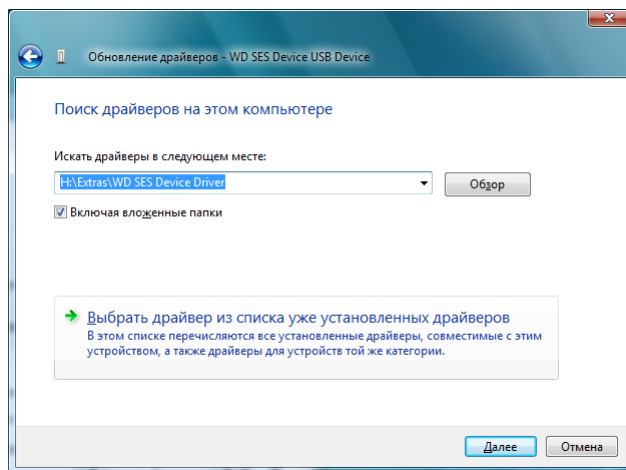 Обновление драйверов - WD SES Device USB Device
Поиск драйверов на этом компьютере
Искать драйверы в следующем месте:
H:\Extras\WD SES Device Driver
Обзор
Включая вложенные папки
Выбрать драйвер из списка уже установленных драйверов
В этом списке перечисляются все установленные драйверы, совместимые с этим
устройством, а также драйверы для устройств той же категории.
Далее
Отмена